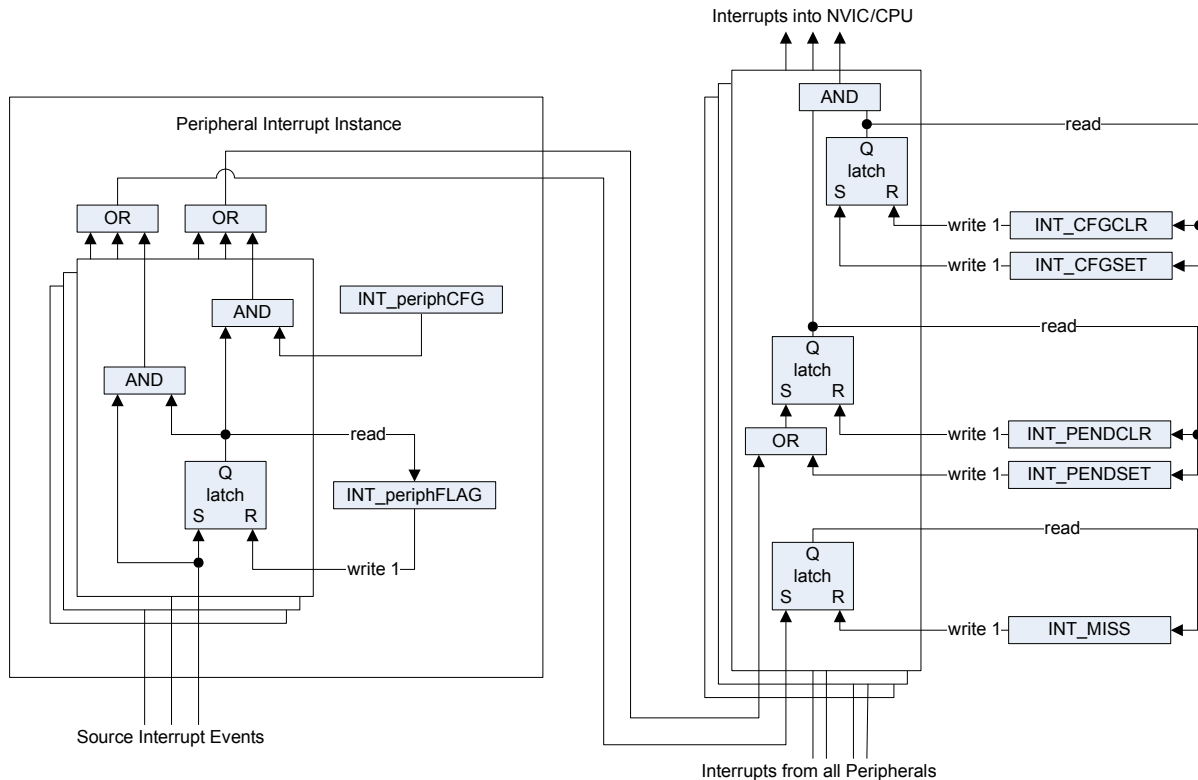 Interrupts into NVIC/CPU
Peripheral Interrupt Instance
OR
OR
AND
INT_periphCFG
AND
read
Q
latch
S R
INT_periphFLAG
write 1
Source Interrupt Events
AND
read
Q
latch
S R
write 1
INT_CFGCLR
write 1
INT_CFGSET
read
Q
latch
S R
OR
write 1
INT_PENDCLR
write 1
INT_PENDSET
read
Q
latch
S R
write 1
INT_MISS
Interrupts from all Peripherals